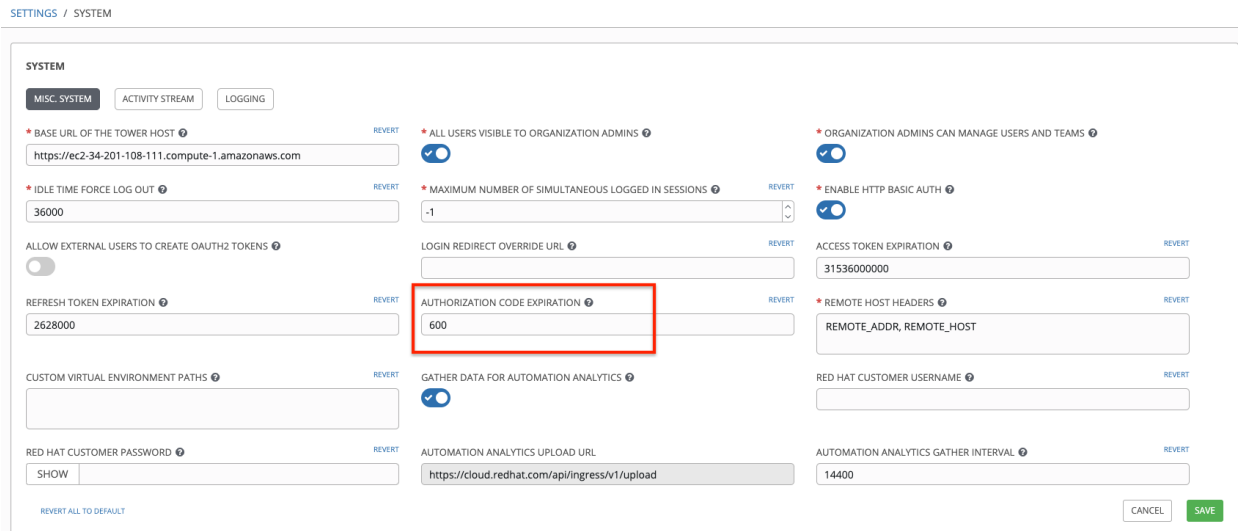 SETTINGS / SYSTEM
SYSTEM
MISC. SYSTEM ACTIVITY STREAM LOGGING
* BASE URL OF THE TOWER HOST REVERT
https://ec2-34-201-108-111.compute-1.amazonaws.com
* ALL USERS VISIBLE TO ORGANIZATION ADMINS
* ORGANIZATION ADMINS CAN MANAGE USERS AND TEAMS
* IDLE TIME FORCE LOG OUT REVERT
36000
* MAXIMUM NUMBER OF SIMULTANEOUS LOGGED IN SESSIONS REVERT
-1
* ENABLE HTTP BASIC AUTH
ALLOW EXTERNAL USERS TO CREATE OAUTH2 TOKENS
LOGIN REDIRECT OVERRIDE URL REVERT
ACCESS TOKEN EXPIRATION REVERT
31536000000
REFRESH TOKEN EXPIRATION REVERT
2628000
AUTHORIZATION CODE EXPIRATION REVERT
600
* REMOTE HOST HEADERS REVERT
REMOTE_ADDR, REMOTE_HOST
CUSTOM VIRTUAL ENVIRONMENT PATHS REVERT
GATHER DATA FOR AUTOMATION ANALYTICS
RED HAT CUSTOMER USERNAME REVERT
RED HAT CUSTOMER PASSWORD REVERT
SHOW
AUTOMATION ANALYTICS UPLOAD URL
https://cloud.redhat.com/api/ingress/v1/upload
AUTOMATION ANALYTICS GATHER INTERVAL REVERT
14400
REVERT ALL TO DEFAULT CANCEL SAVE